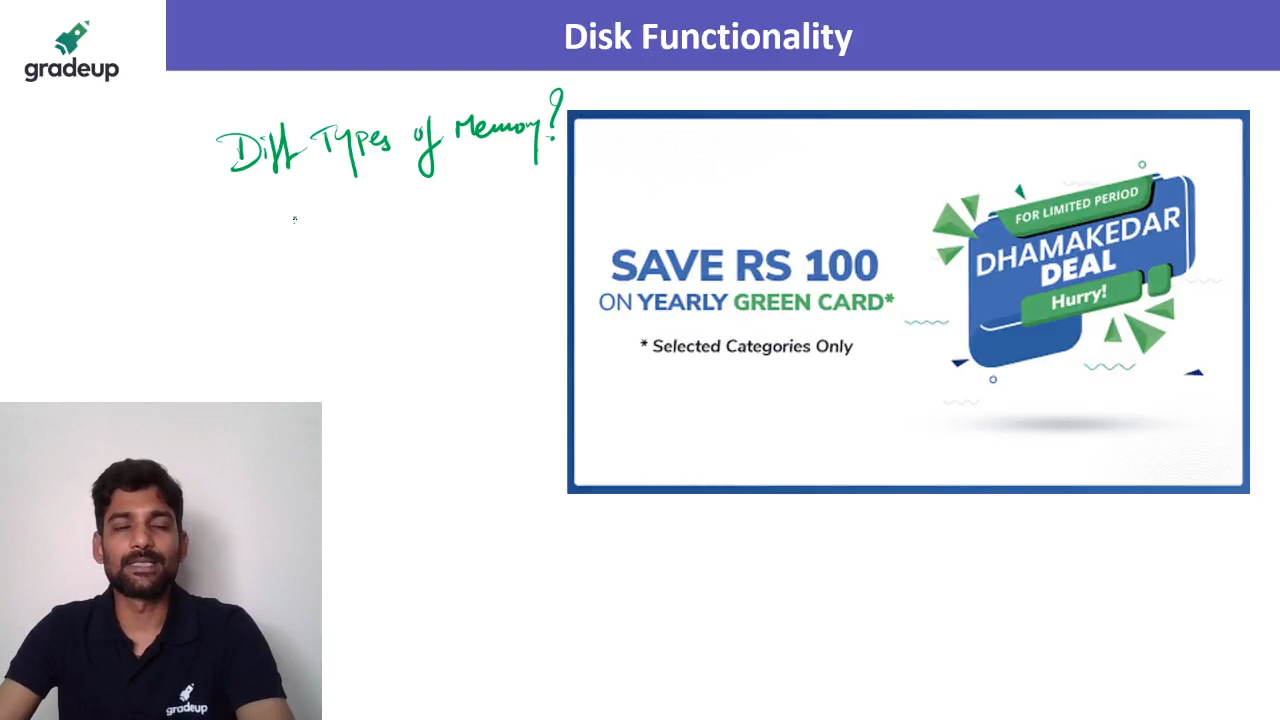 gradeup
Disk Functionality
Diff Types of Memory?
FOR LIMITED PERIOD
DHAMAKEDAR
DEAL
Hurry!
SAVE RS 100
ON YEARLY GREEN CARD*
* Selected Categories Only
gradeup